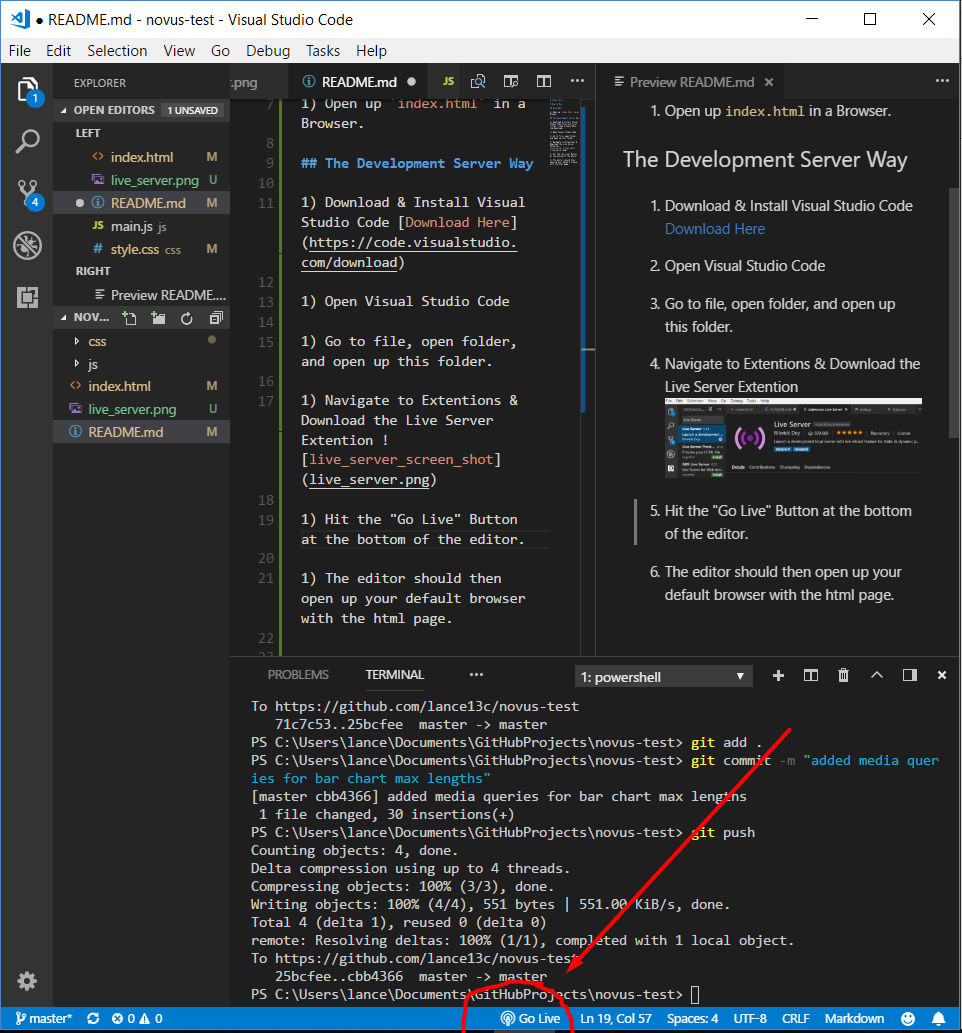 ● README.md - novus-test - Visual Studio Code
File Edit Selection View Go Debug Tasks Help
EXPLORER
OPEN EDITORS 1 UNSAVED
LEFT
index.html M
live_server.png U
README.md M
JS main.js js
# style.css css M
RIGHT
Preview README....
NOV...
css
js
index.html M
live_server.png U
README.md M
1
4
.png
README.md ●
JS
7 1) Open up `index.html` in a
Browser.
8
9 ## The Development Server Way
10
11 1) Download & Install Visual
Studio Code [Download Here]
(https://code.visualstudio.
com/download)
12
13 1) Open Visual Studio Code
14
15 1) Go to file, open folder,
and open up this folder.
16
17 1) Navigate to Extentions &
Download the Live Server
Extention !
[live_server_screen_shot]
(live_server.png)
18
19 1) Hit the "Go Live" Button
at the bottom of the editor.
20
21 1) The editor should then
open up your default browser
with the html page.
22
Preview README.md ×
1. Open up index.html in a Browser.
The Development Server Way
1. Download & Install Visual Studio Code
Download Here
2. Open Visual Studio Code
3. Go to file, open folder, and open up
this folder.
4. Navigate to Extentions & Download the
Live Server Extention
Live Server
5. Hit the "Go Live" Button at the bottom
of the editor.
6. The editor should then open up your
default browser with the html page.
PROBLEMS TERMINAL ... 1: powershell
To https://github.com/lance13c/novus-test
71c7c53..25bcfee master -> master
PS C:\Users\lance\Documents\GitHubProjects\novus-test> git add .
PS C:\Users\lance\Documents\GitHubProjects\novus-test> git commit -m "added media quer
ies for bar chart max lengths"
[master cbb4366] added media queries for bar chart max lengths
1 file changed, 30 insertions(+)
PS C:\Users\lance\Documents\GitHubProjects\novus-test> git push
Counting objects: 4, done.
Delta compression using up to 4 threads.
Compressing objects: 100% (3/3), done.
Writing objects: 100% (4/4), 551 bytes | 551.00 KiB/s, done.
Total 4 (delta 1), reused 0 (delta 0)
remote: Resolving deltas: 100% (1/1), completed with 1 local object.
To https://github.com/lance13c/novus-test
25bcfee..cbb4366 master -> master
PS C:\Users\lance\Documents\GitHubProjects\novus-test>
master* 0 0 Go Live Ln 19, Col 57 Spaces: 4 UTF-8 CRLF Markdown